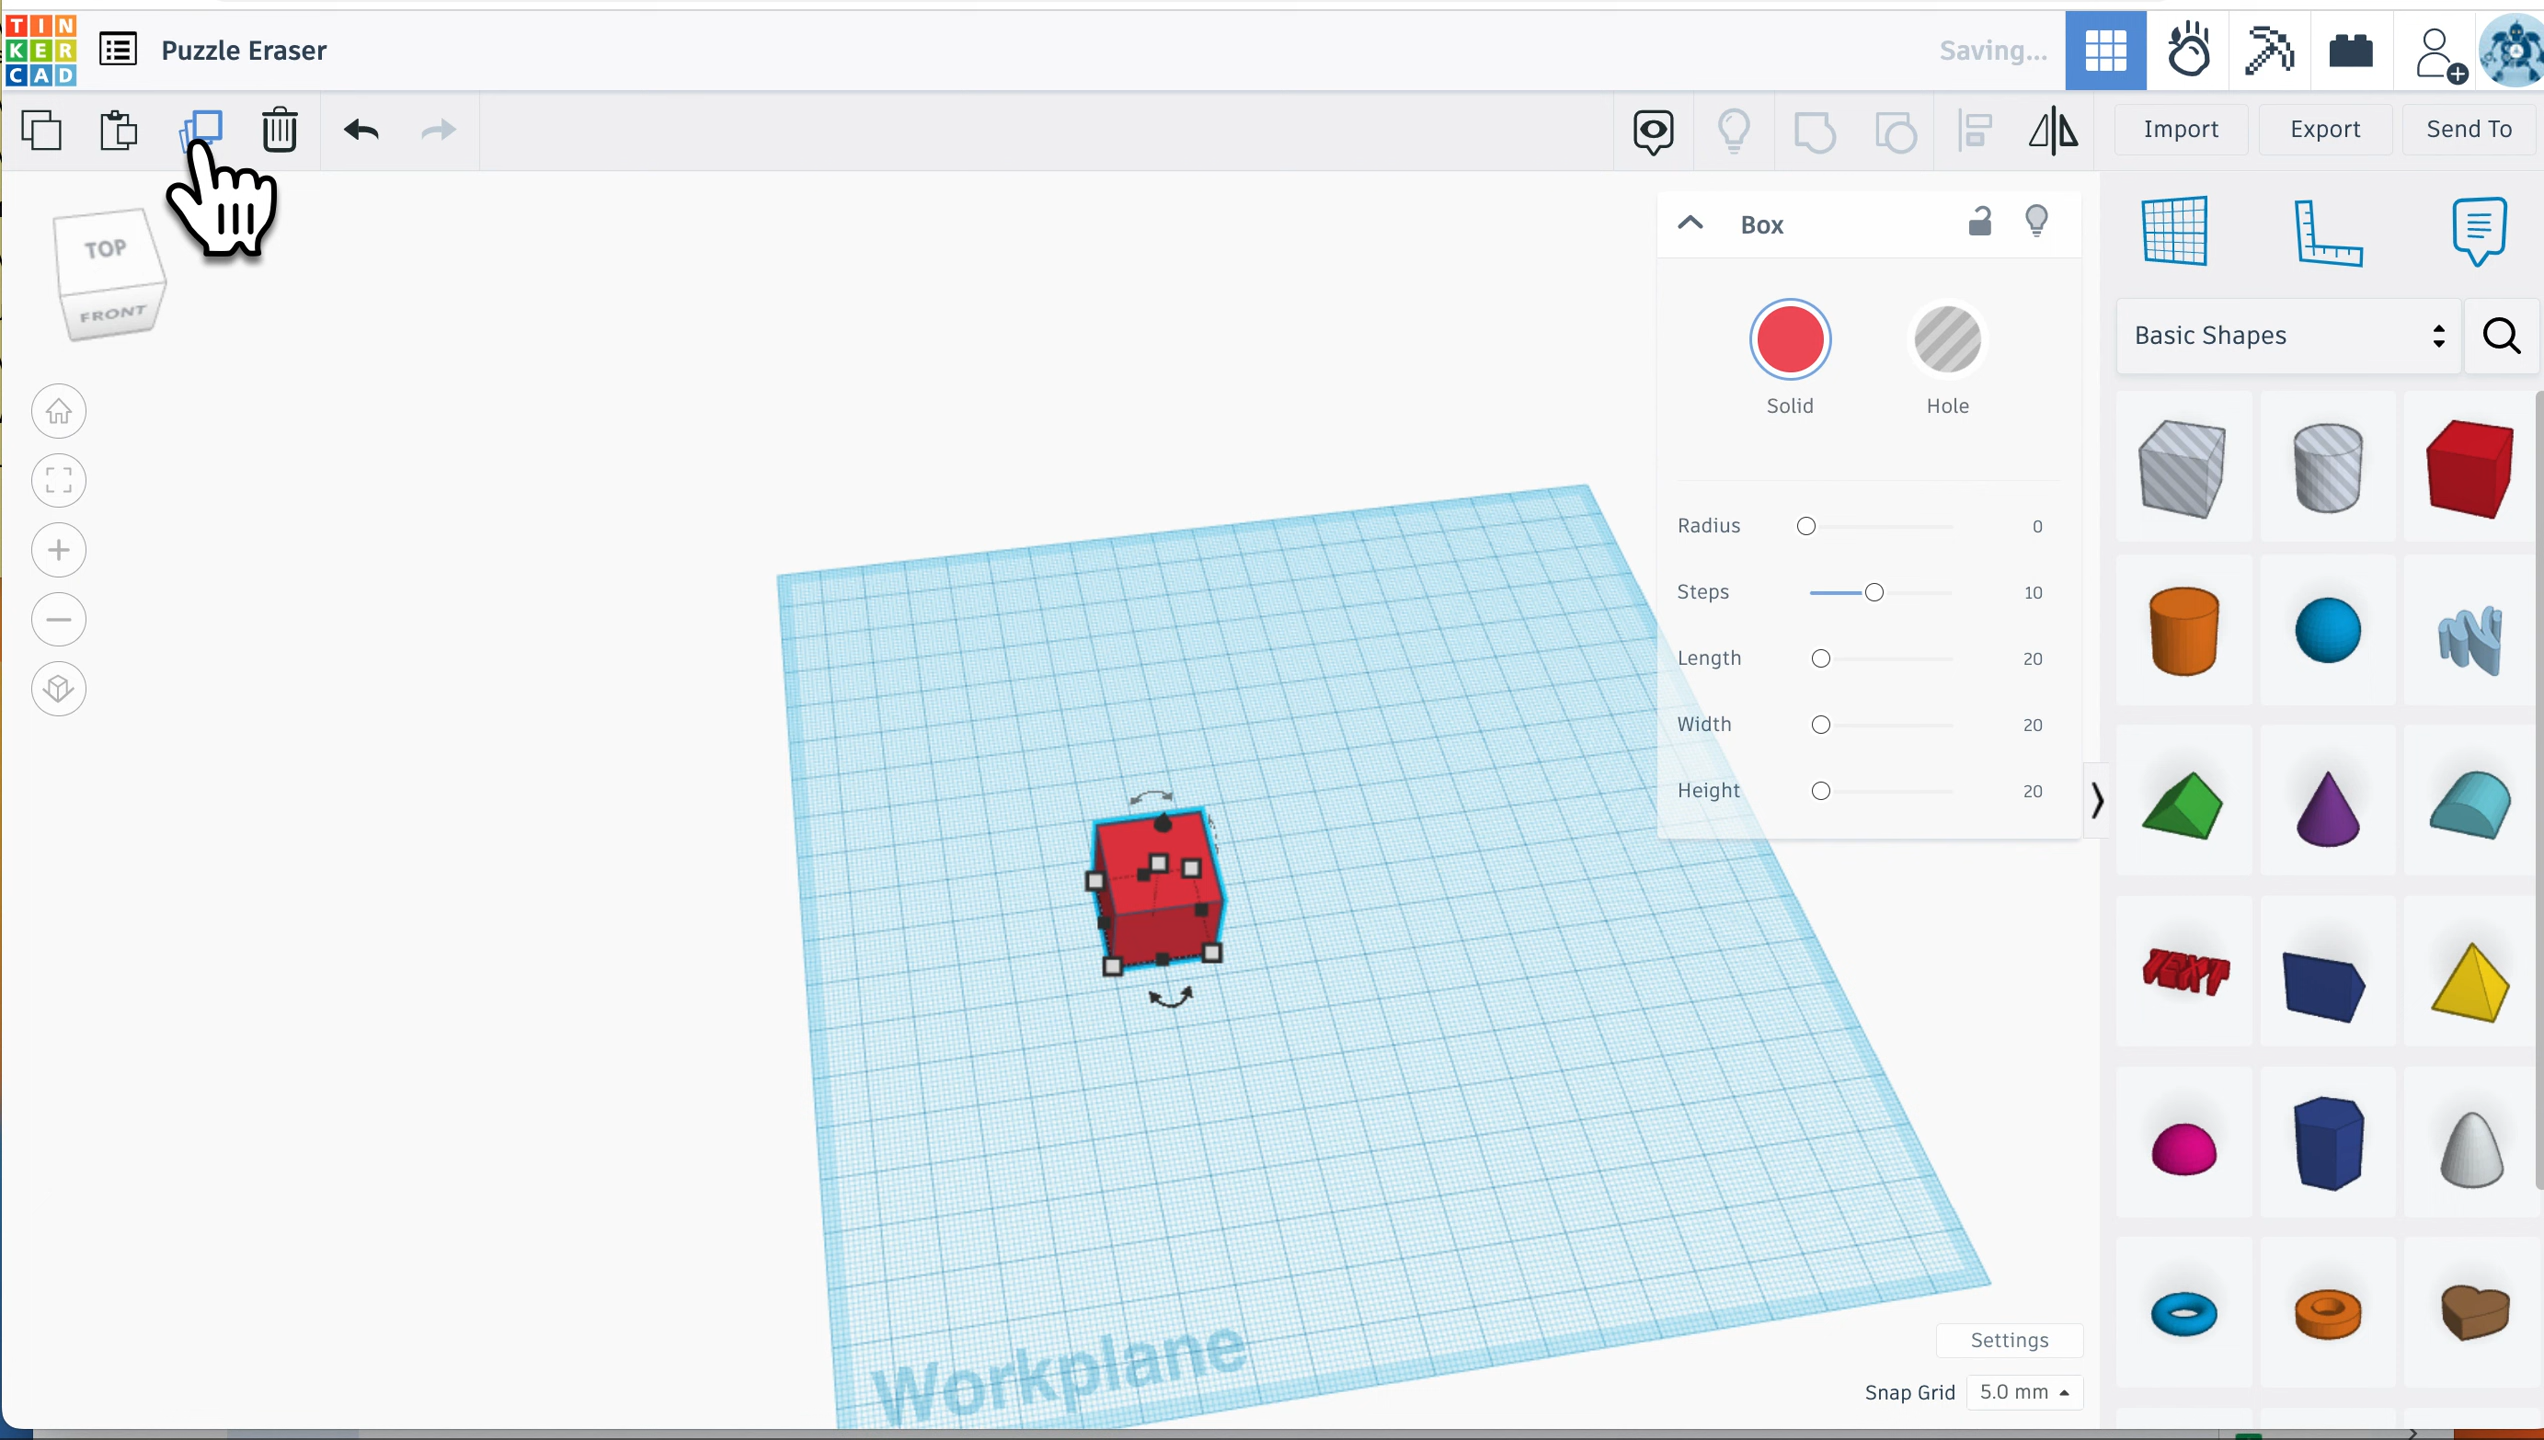 TIN
KER
CAD
Puzzle Eraser
Saving...
Import
Export
Send To
TOP
FRONT
Box
Solid
Hole
Basic Shapes
Radius
0
Steps
10
Length
20
Width
20
Height
20
TEXT
Workplane
Settings
Snap Grid
5.0 mm